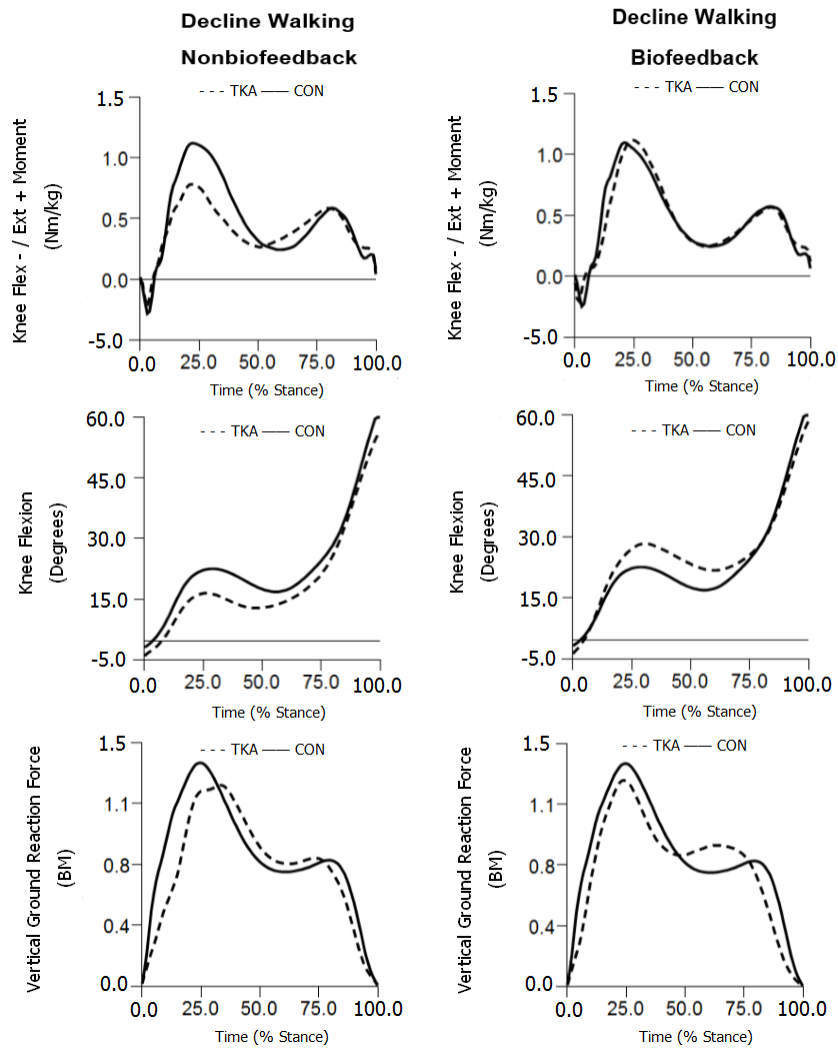 Decline Walking
Nonbiofeedback
--- TKA —— CON
Knee Flex - / Ext + Moment
(Nm/kg)
1.5
1.0
0.5
0.0
-5.0
0.0 25.0 50.0 75.0 100.0
Time (% Stance)
Decline Walking
Biofeedback
--- TKA —— CON
Knee Flex - / Ext + Moment
(Nm/kg)
1.5
1.0
0.5
0.0
-5.0
0.0 25.0 50.0 75.0 100.0
Time (% Stance)
--- TKA —— CON
Knee Flexion
(Degrees)
60.0
45.0
30.0
15.0
-5.0
0.0 25.0 50.0 75.0 100.0
Time (% Stance)
--- TKA —— CON
Knee Flexion
(Degrees)
60.0
45.0
30.0
15.0
-5.0
0.0 25.0 50.0 75.0 100.0
Time (% Stance)
--- TKA —— CON
Vertical Ground Reaction Force
(BM)
1.5
1.1
0.8
0.4
0.0
0.0 25.0 50.0 75.0 100.0
Time (% Stance)
--- TKA —— CON
Vertical Ground Reaction Force
(BM)
1.5
1.1
0.8
0.4
0.0
0.0 25.0 50.0 75.0 100.0
Time (% Stance)